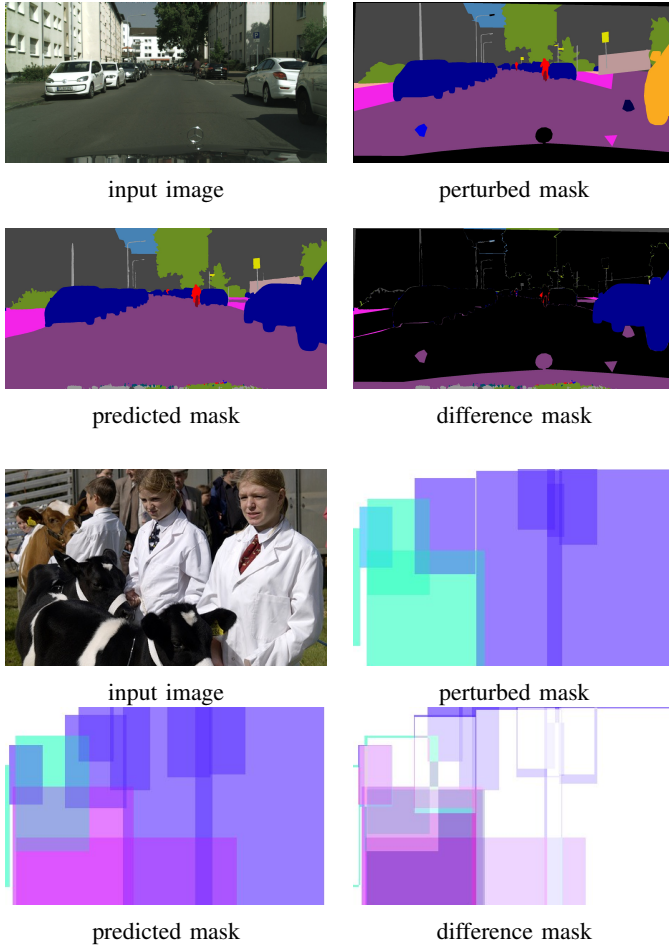 input image
perturbed mask
predicted mask
difference mask
input image
perturbed mask
predicted mask
difference mask